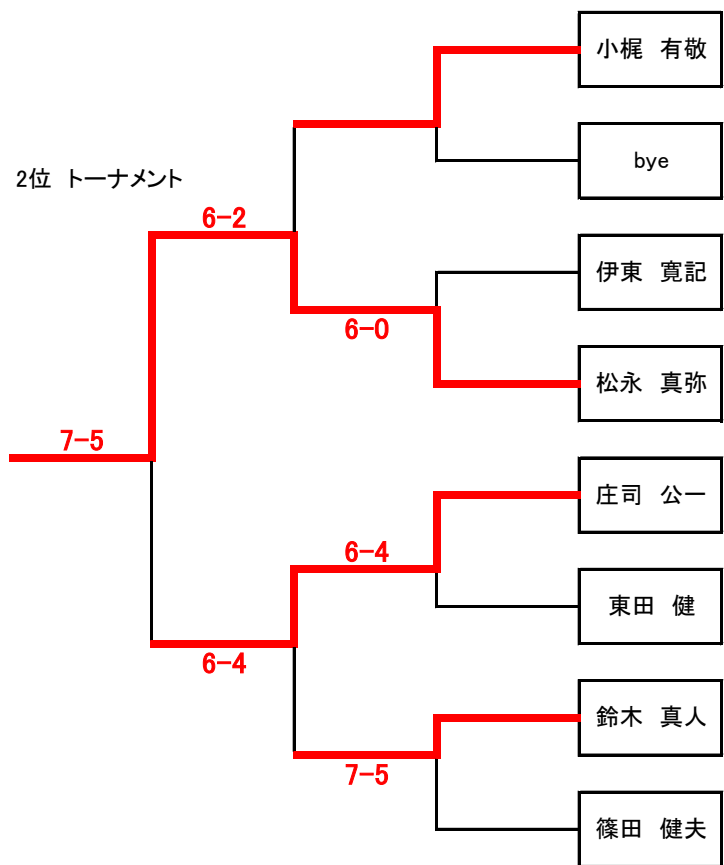 小梶　有敬
bye
2位　トーナメント
6-2
伊東　寛記
6-0
松永　真弥
7-5
庄司　公一
6-4
東田　健
6-4
鈴木　真人
7-5
篠田　健夫